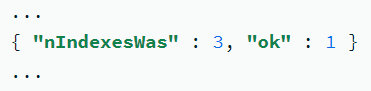 ...
{ "nIndexesWas" : 3, "ok" : 1 }
...